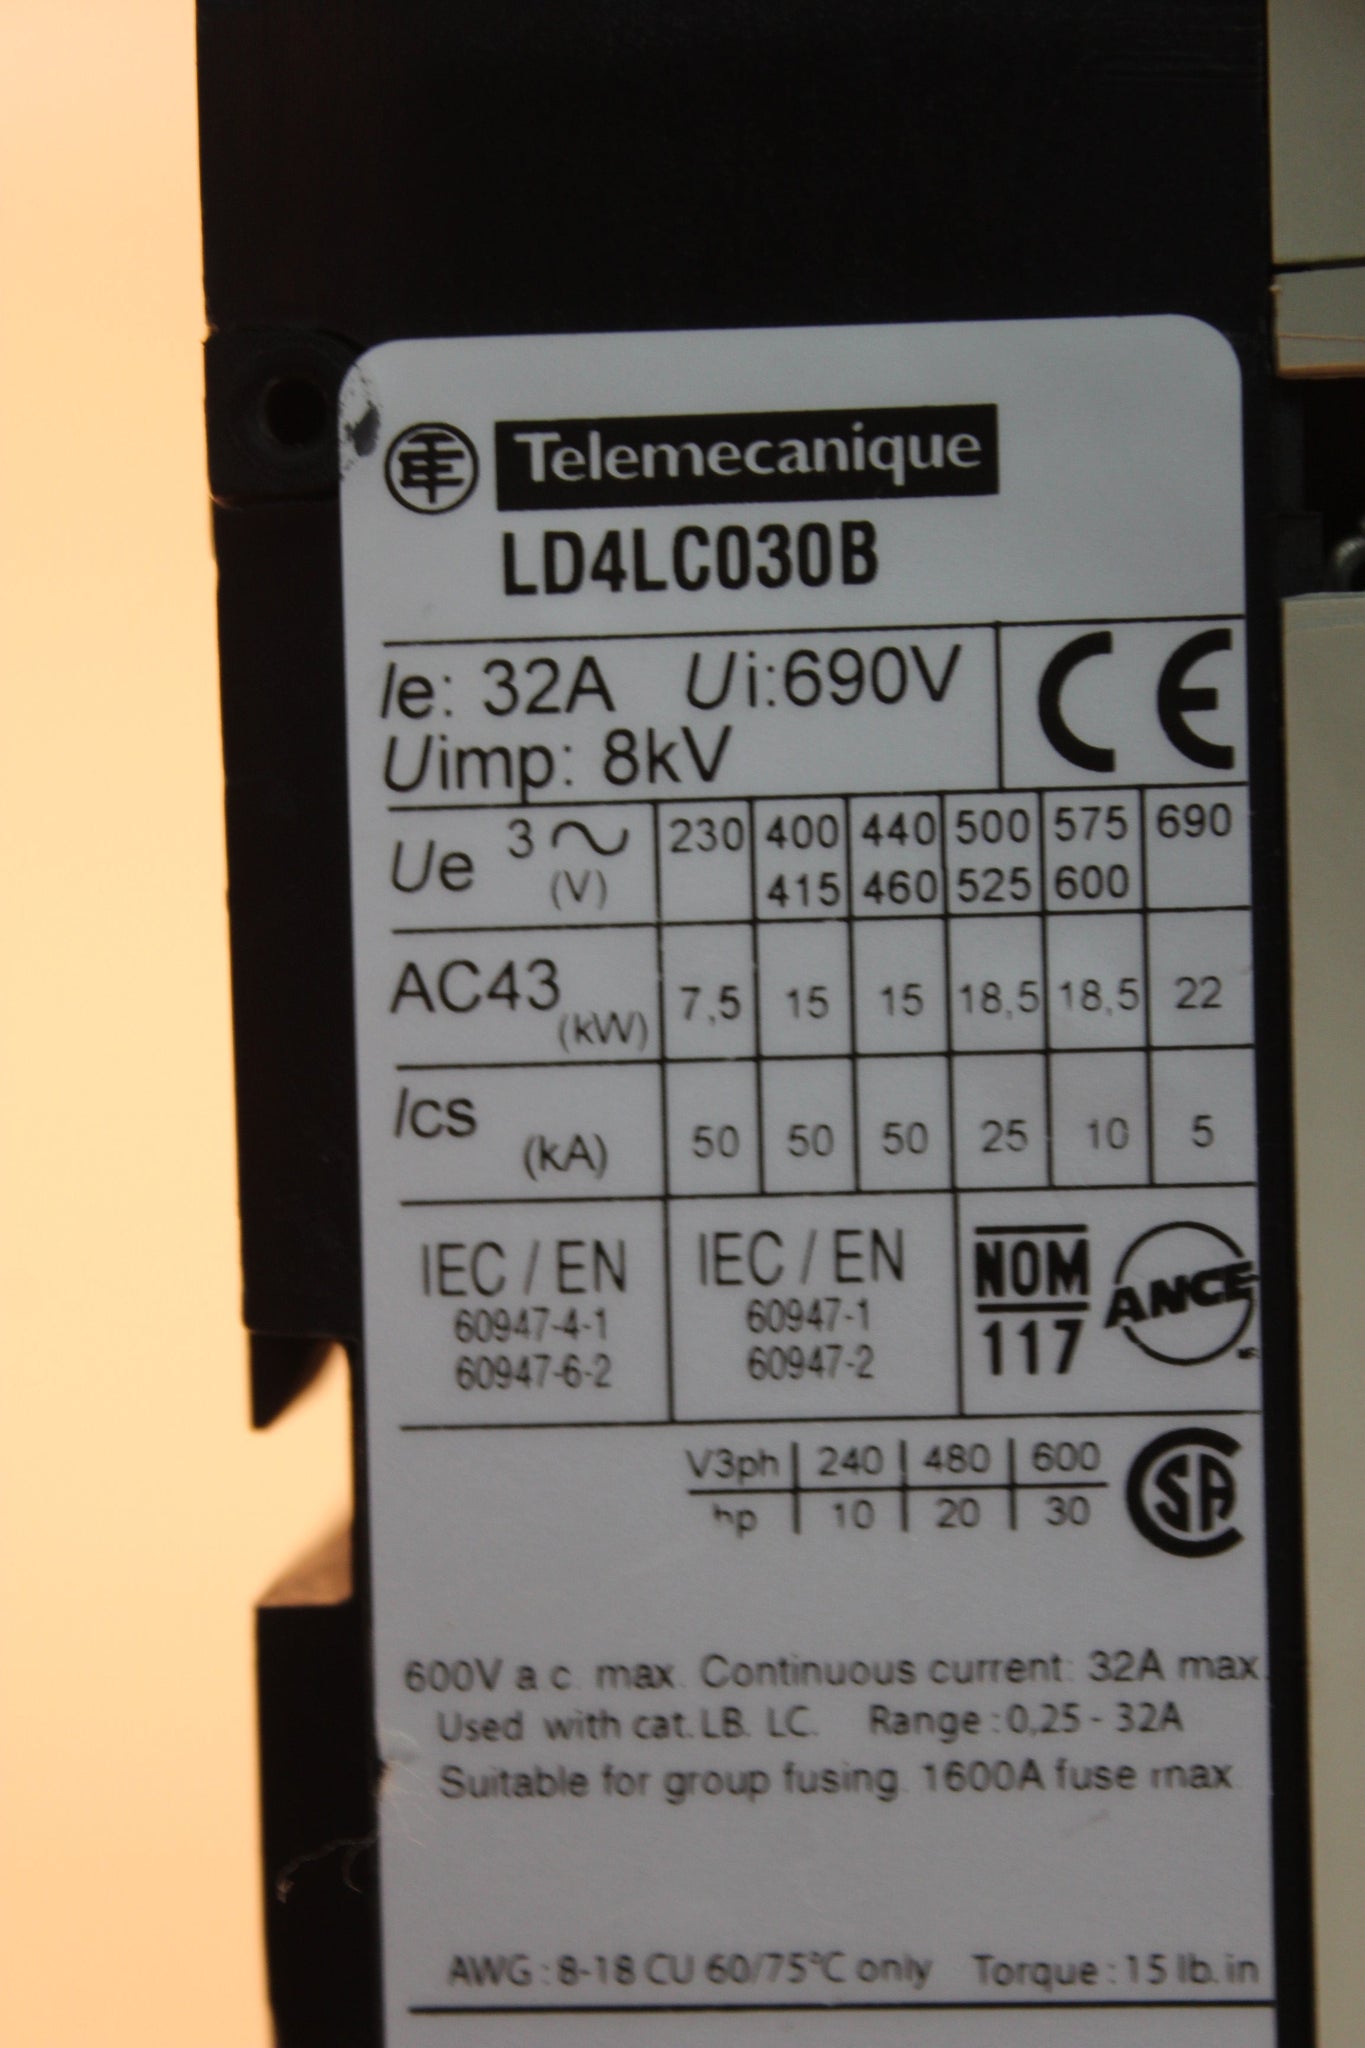 Telemecanique
LD4LC030B
Ie: 32A Ui:690V
Uimp: 8kV
CE
Ue 3 ~ (V) 230 400 415 440 460 500 525 575 600 690
AC43 (kW) 7,5 15 15 18,5 18,5 22
Ics (kA) 50 50 50 25 10 5
IEC / EN
60947-4-1
60947-6-2
IEC / EN
60947-1
60947-2
NOM
117
ANCE
V3ph 240 480 600
hp 10 20 30
CSA
600V a c. max. Continuous current: 32A max
Used with cat. LB. LC. Range : 0,25 - 32A
Suitable for group fusing 1600A fuse max
AWG : 8-18 CU 60/75°C only Torque : 15 lb. in